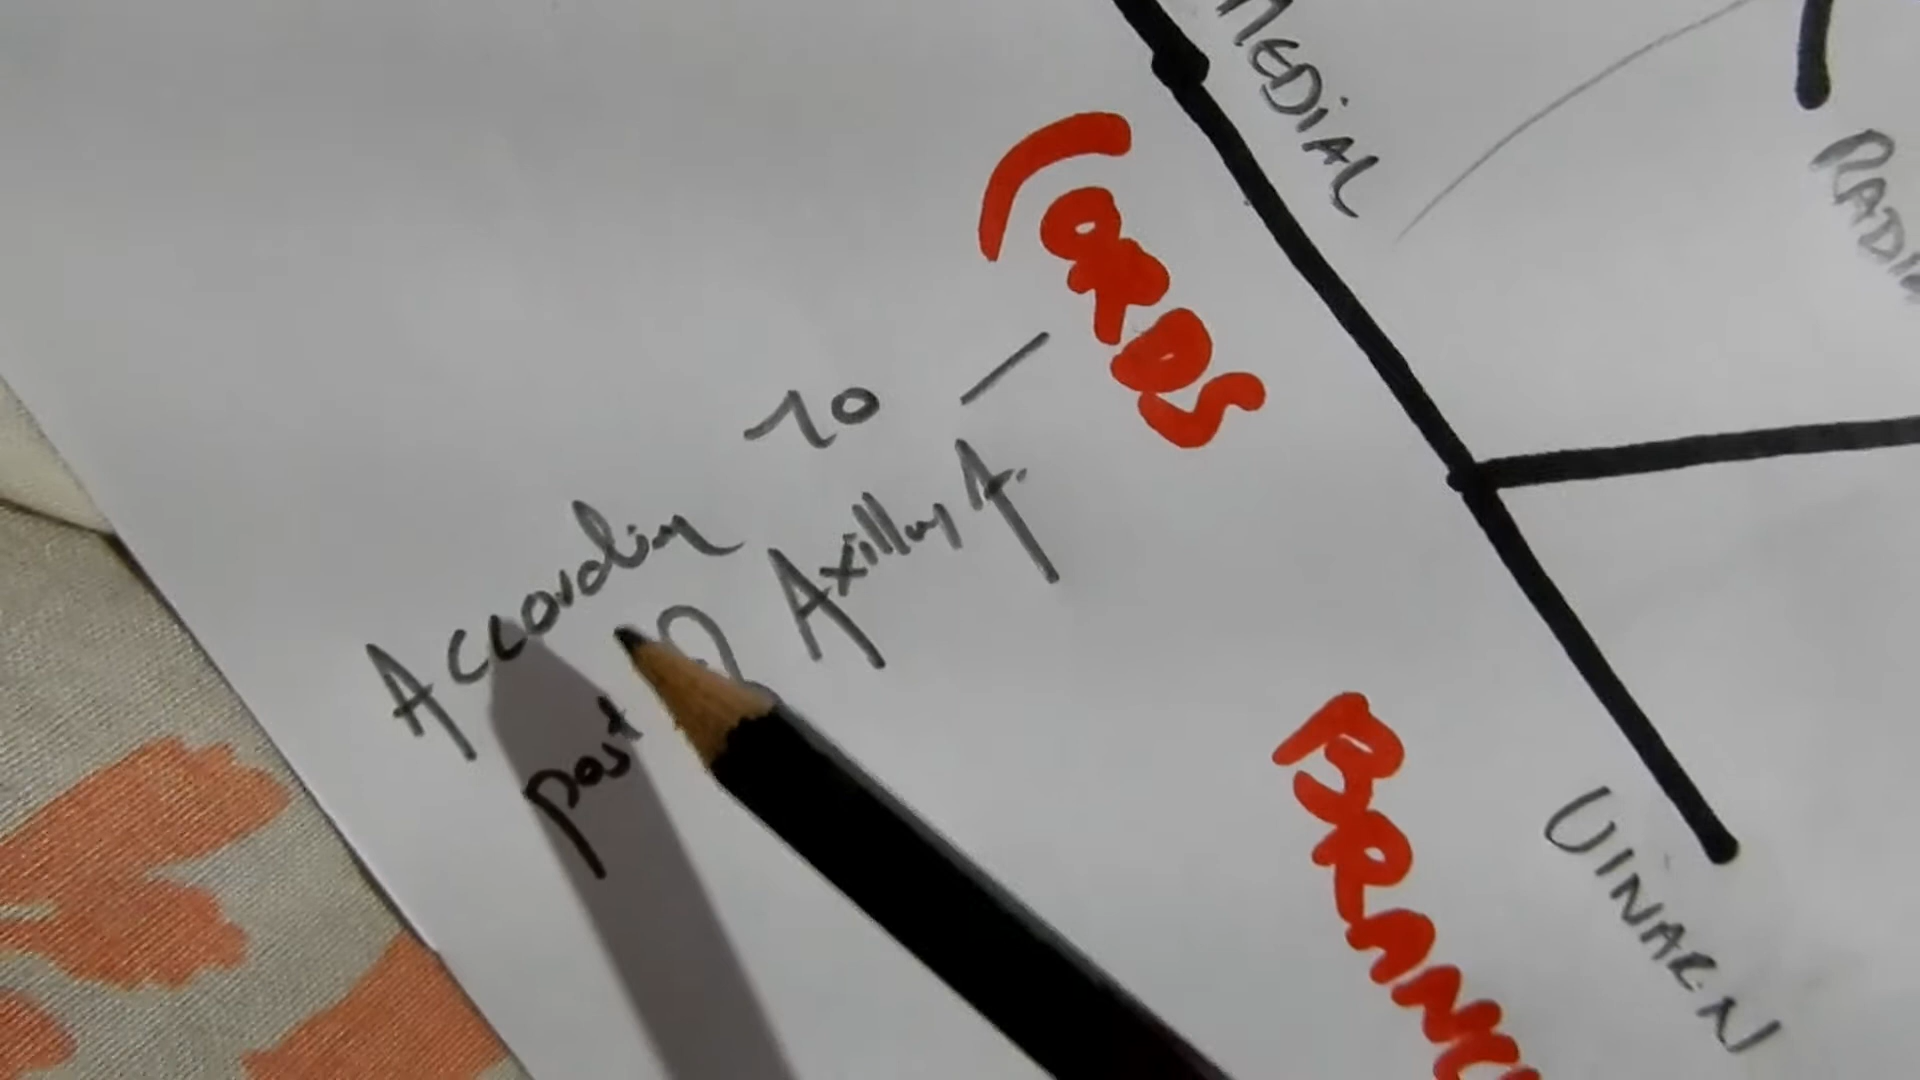 MEDIAL
RADI
CORDS
According to —
Axillary A.
post
BRANC
UlNAR N